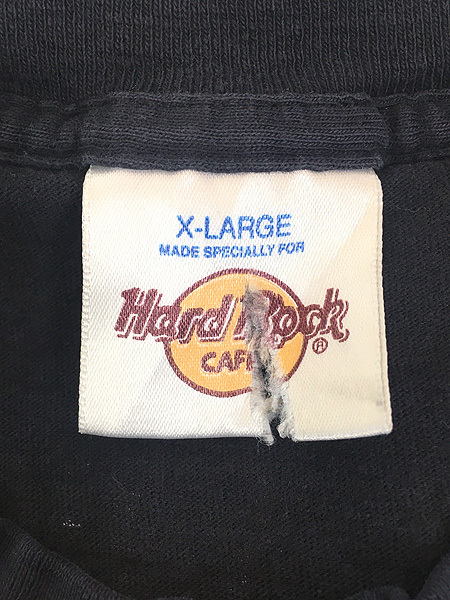 X-LARGE
MADE SPECIALLY FOR
Hard Rock
CAFE
®